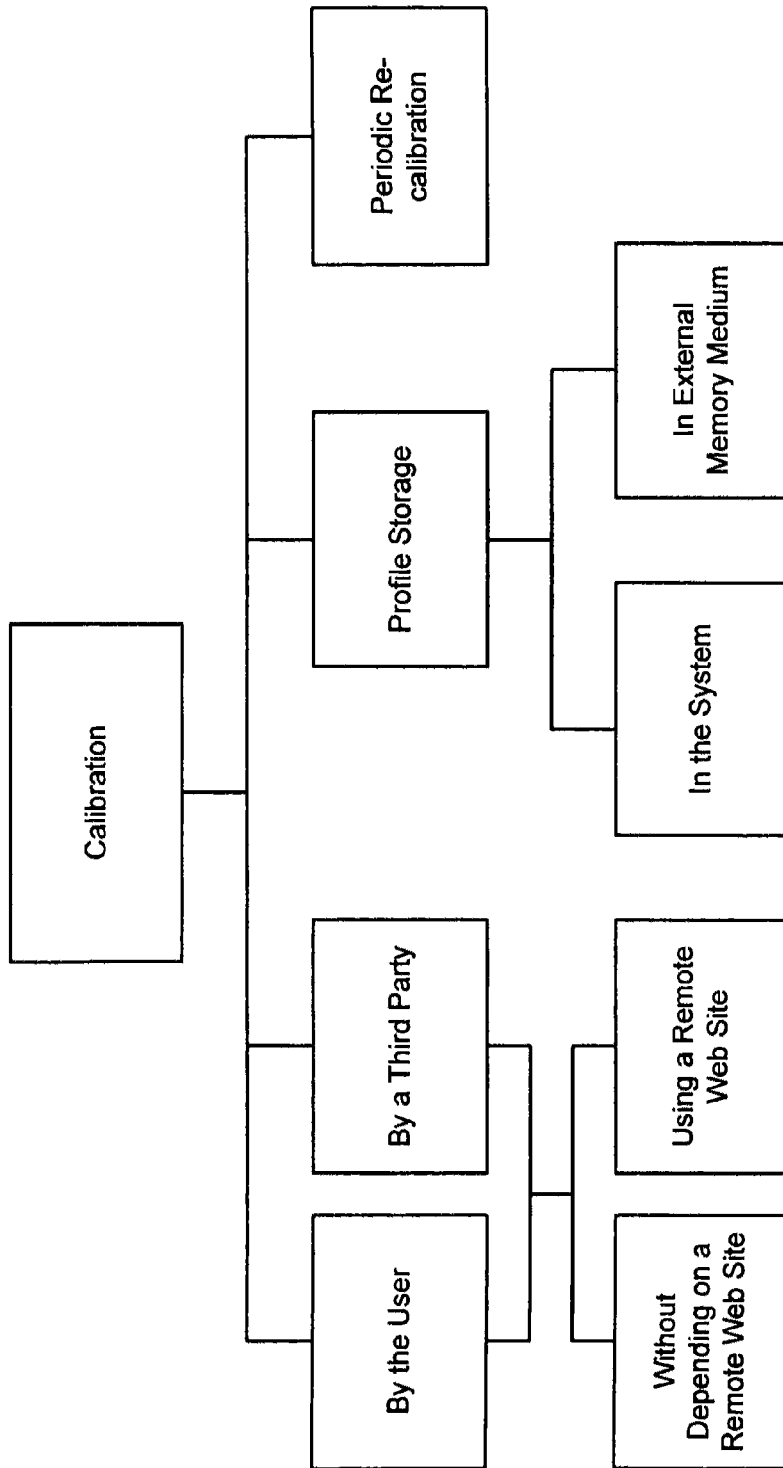 Calibration
By the User
By a Third Party
Profile Storage
Periodic Re-
calibration
Without
Depending on a
Remote Web Site
Using a Remote
Web Site
In the System
In External
Memory Medium